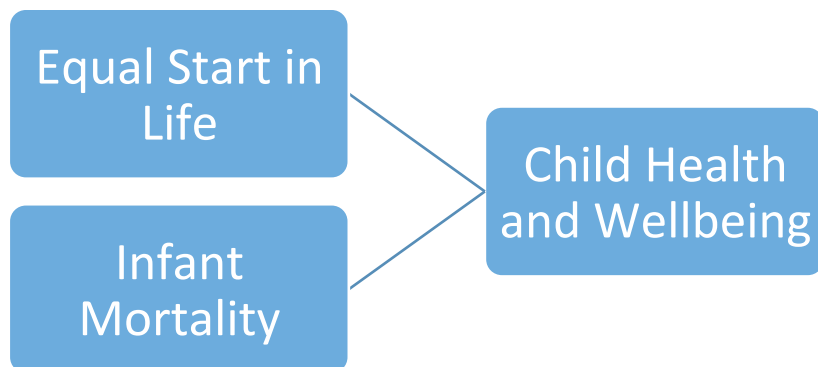 Equal Start in
Life
Infant
Mortality
Child Health
and Wellbeing